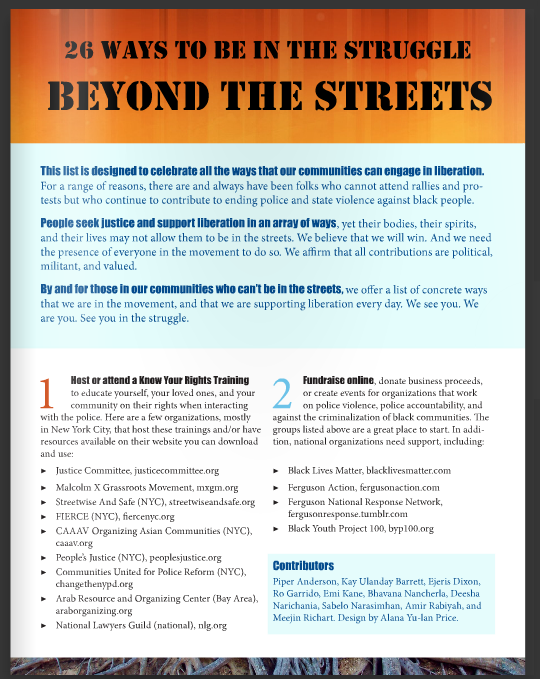 26 WAYS TO BE IN THE STRUGGLE
BEYOND THE STREETS
This list is designed to celebrate all the ways that our communities can engage in liberation.
For a range of reasons, there are and always have been folks who cannot attend rallies and pro-
tests but who continue to contribute to ending police and state violence against black people.
People seek justice and support liberation in an array of ways, yet their bodies, their spirits,
and their lives may not allow them to be in the streets. We believe that we will win. And we need
the presence of everyone in the movement to do so. We affirm that all contributions are political,
militant, and valued.
By and for those in our communities who can't be in the streets, we offer a list of concrete ways
that we are in the movement, and that we are supporting liberation every day. We see you. We
are you. See you in the struggle.
1 Host or attend a Know Your Rights Training
to educate yourself, your loved ones, and your
community on their rights when interacting
with the police. Here are a few organizations, mostly
in New York City, that host these trainings and/or have
resources available on their website you can download
and use:
► Justice Committee, justicecommittee.org
► Malcolm X Grassroots Movement, mxgm.org
► Streetwise And Safe (NYC), streetwiseandsafe.org
► FIERCE (NYC), fiercenyc.org
► CAAAV Organizing Asian Communities (NYC),
caaav.org
► People's Justice (NYC), peoplesjustice.org
► Communities United for Police Reform (NYC),
changethenypd.org
► Arab Resource and Organizing Center (Bay Area),
araborganizing.org
► National Lawyers Guild (national), nlg.org
2 Fundraise online, donate business proceeds,
or create events for organizations that work
on police violence, police accountability, and
against the criminalization of black communities. The
groups listed above are a great place to start. In addi-
tion, national organizations need support, including:
► Black Lives Matter, blacklivesmatter.com
► Ferguson Action, fergusonaction.com
► Ferguson National Response Network,
fergusonresponse.tumblr.com
► Black Youth Project 100, byp100.org
Contributors
Piper Anderson, Kay Ulanday Barrett, Ejeris Dixon,
Ro Garrido, Emi Kane, Bhavana Nancherla, Deesha
Narichania, Sabelo Narasimhan, Amir Rabiyah, and
Meejin Richart. Design by Alana Yu-lan Price.